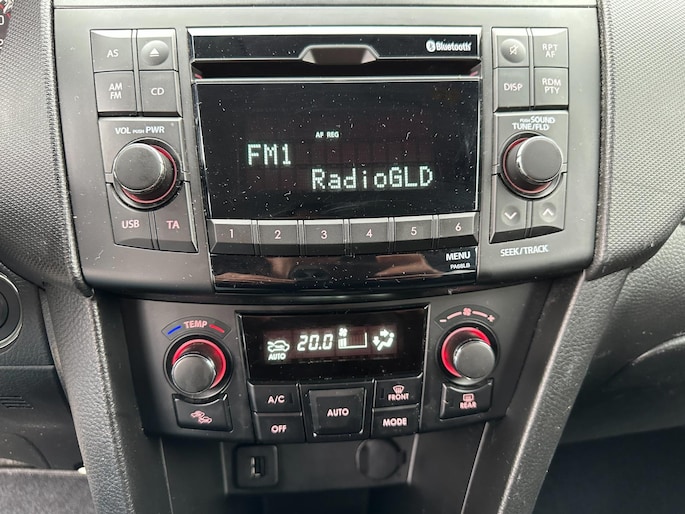 Bluetooth
AS
RPT
AF
AM
FM
CD
DISP
RDM
PTY
AF REG
FM1
RadioGLD
VOL PUSH PWR
PUSH SOUND
TUNE/FLD
USB
TA
1 2 3 4 5 6
MENU
PA68LB
SEEK/TRACK
TEMP
AUTO
20.0
A/C
OFF
AUTO
FRONT
MODE
REAR